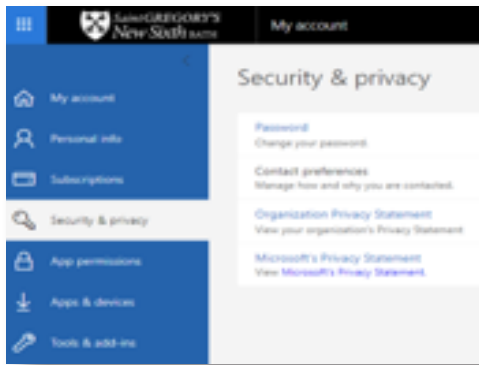 Saint GREGORY'S
New Sixth BATH
My account
Security & privacy
My account
Personal info
Subscriptions
Security & privacy
App permissions
Apps & devices
Tools & add-ins
Password
Change your password.
Contact preferences
Manage how and why you are contacted.
Organization Privacy Statement
View your organization's Privacy Statement
Microsoft's Privacy Statement
View Microsoft's Privacy Statement.